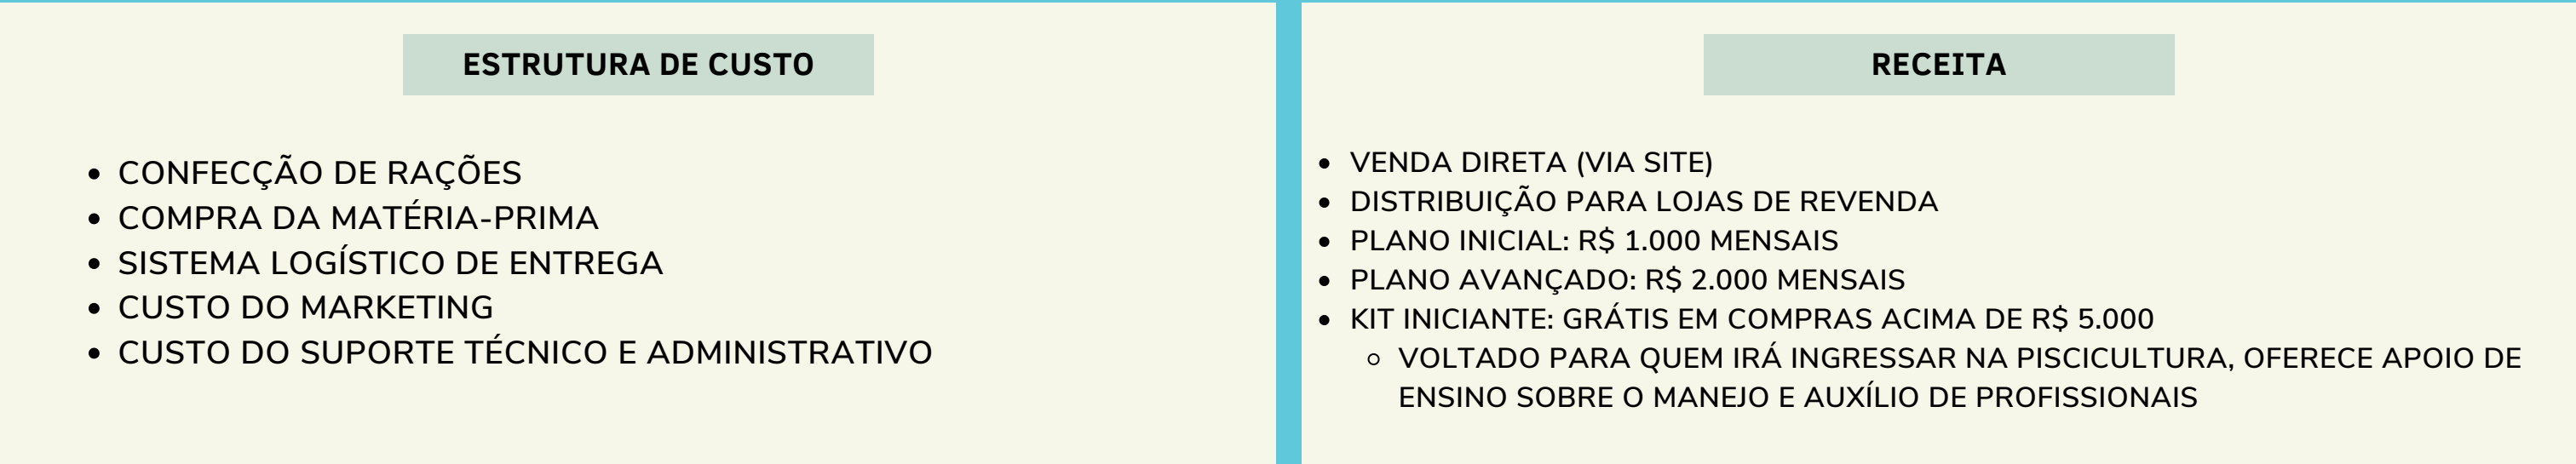 ESTRUTURA DE CUSTO
• CONFECÇÃO DE RAÇÕES
• COMPRA DA MATÉRIA-PRIMA
• SISTEMA LOGÍSTICO DE ENTREGA
• CUSTO DO MARKETING
• CUSTO DO SUPORTE TÉCNICO E ADMINISTRATIVO
RECEITA
• VENDA DIRETA (VIA SITE)
• DISTRIBUIÇÃO PARA LOJAS DE REVENDA
• PLANO INICIAL: R$ 1.000 MENSAIS
• PLANO AVANÇADO: R$ 2.000 MENSAIS
• KIT INICIANTE: GRÁTIS EM COMPRAS ACIMA DE R$ 5.000
◦ VOLTADO PARA QUEM IRÁ INGRESSAR NA PISCICULTURA, OFERECE APOIO DE
ENSINO SOBRE O MANEJO E AUXÍLIO DE PROFISSIONAIS